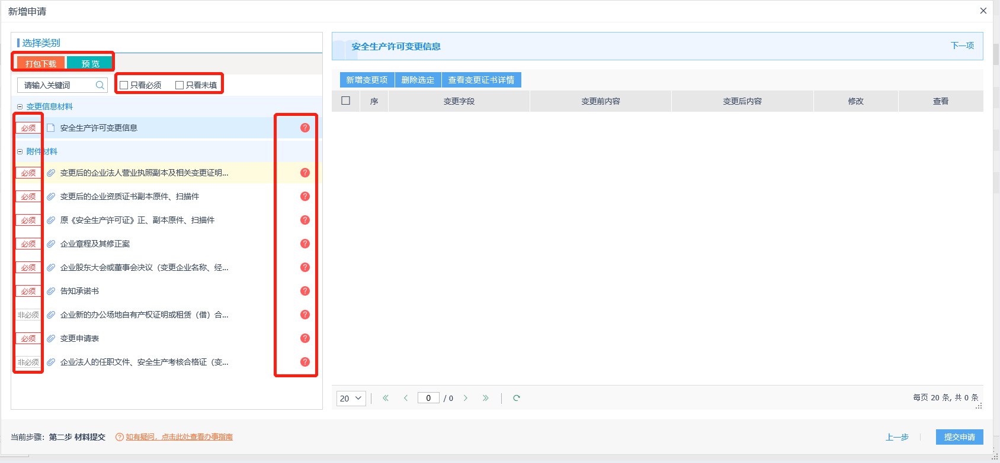 新增申请
选择类别
打包下载 预 览
请输入关键词 只看必须 只看未填
变更信息材料
必须 安全生产许可变更信息 ?
附件材料
必须 变更后的企业法人营业执照副本及相关变更证明... ?
必须 变更后的企业资质证书副本原件、扫描件 ?
必须 原《安全生产许可证》正、副本原件、扫描件 ?
必须 企业章程及其修正案 ?
必须 企业股东大会或董事会决议（变更企业名称、经... ?
必须 告知承诺书 ?
非必须 企业新的办公场地自有产权证明或租赁（借）合... ?
必须 变更申请表 ?
非必须 企业法人的任职文件、安全生产考核合格证（变... ?
安全生产许可变更信息 下一项
新增变更项 删除选定 查看变更证书详情
序 变更字段 变更前内容 变更后内容 修改 查看
20 0 / 0 每页 20 条, 共 0 条
当前步骤：第二步 材料提交 ? 如有疑问，点击此处查看办事指南 上一步 提交申请